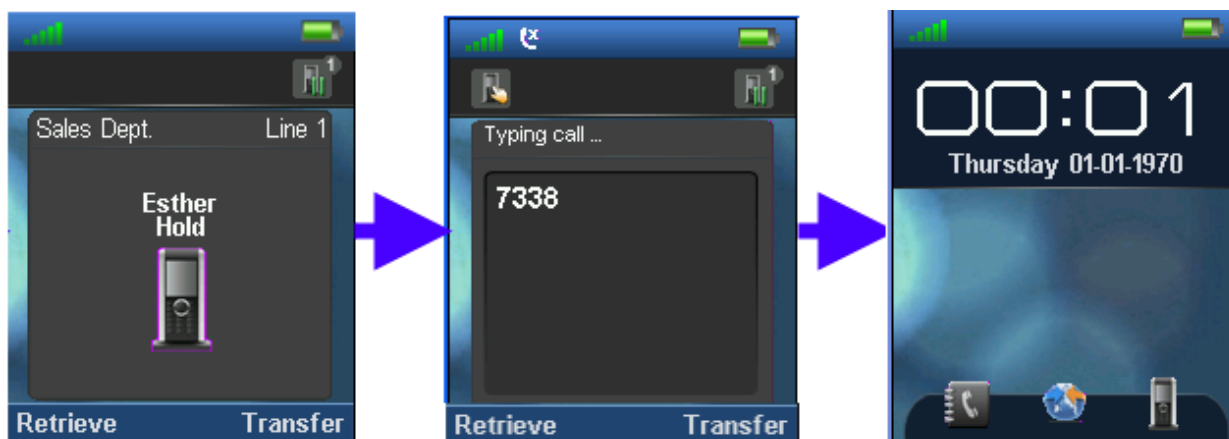 1
Sales Dept. Line 1
Esther
Hold
Retrieve Transfer
1
Typing call ...
7338
Retrieve Transfer
00:01
Thursday 01-01-1970